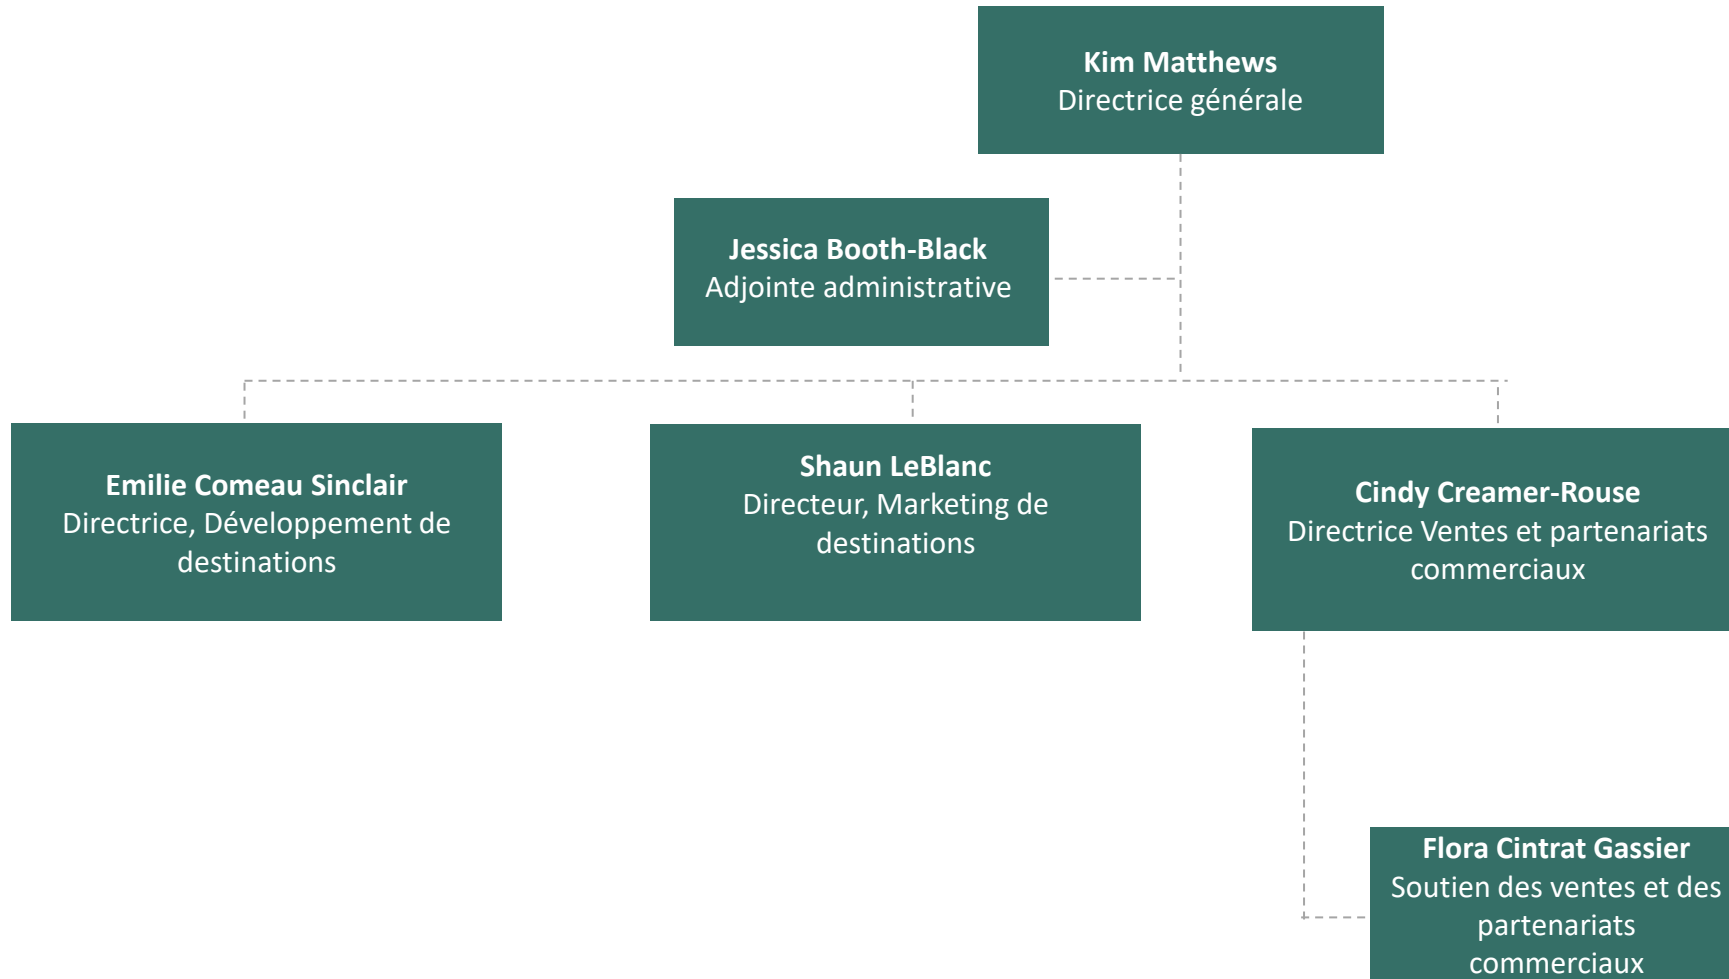 Kim Matthews
Directrice générale
Jessica Booth-Black
Adjointe administrative
Emilie Comeau Sinclair
Directrice, Développement de
destinations
Shaun LeBlanc
Directeur, Marketing de
destinations
Cindy Creamer-Rouse
Directrice Ventes et partenariats
commerciaux
Flora Cintrat Gassier
Soutien des ventes et des
partenariats
commerciaux